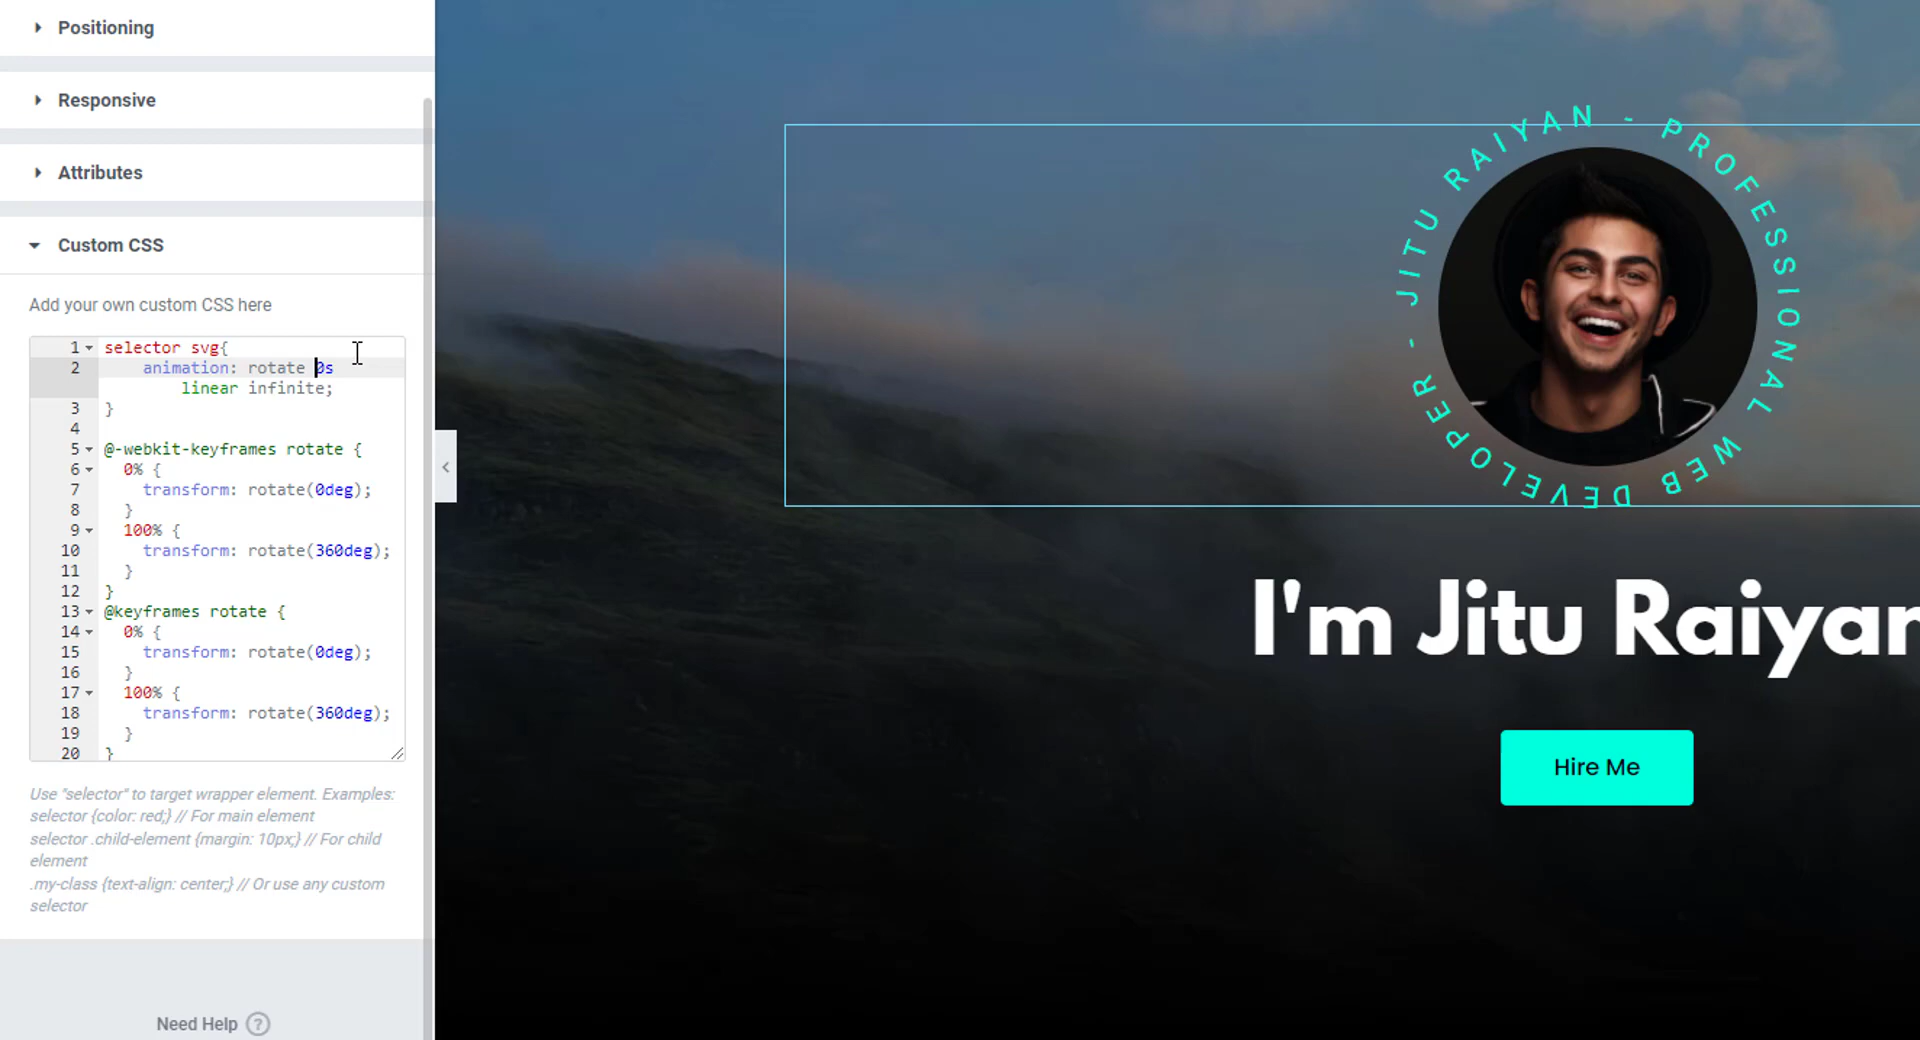 Positioning
Responsive
Attributes
Custom CSS
Add your own custom CSS here
1 selector svg{
2 animation: rotate 0s
linear infinite;
3 }
4
5 @-webkit-keyframes rotate {
6 0% {
7 transform: rotate(0deg);
8 }
9 100% {
10 transform: rotate(360deg);
11 }
12 }
13 @keyframes rotate {
14 0% {
15 transform: rotate(0deg);
16 }
17 100% {
18 transform: rotate(360deg);
19 }
20 }
Use "selector" to target wrapper element. Examples:
selector {color: red;} // For main element
selector .child-element {margin: 10px;} // For child
element
.my-class {text-align: center;} // Or use any custom
selector
Need Help ?
JITU RAIYAN - PROFESSIONAL WEB DEVELOPER -
I'm Jitu Raiyan
Hire Me